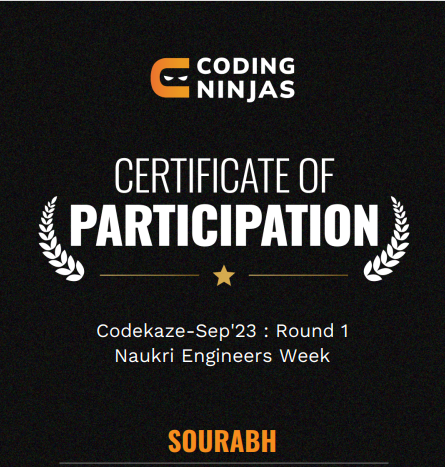 CODING
NINJAS
CERTIFICATE OF
PARTICIPATION
Codekaze-Sep'23 : Round 1
Naukri Engineers Week
SOURABH